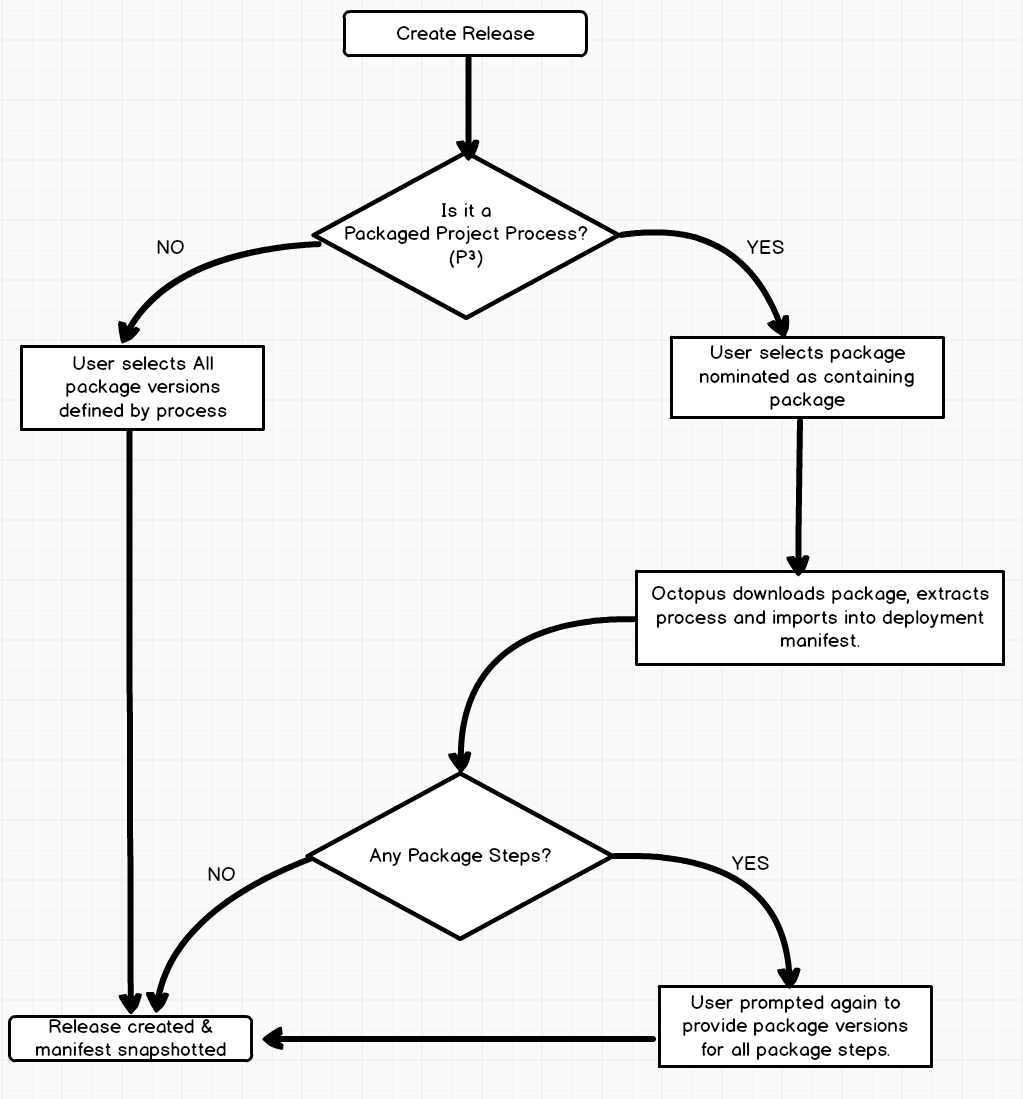 Create Release
Is it a
Packaged Project Process?
(P³)
NO
YES
User selects All
package versions
defined by process
User selects package
nominated as containing
package
Octopus downloads package, extracts
process and imports into deployment
manifest.
Any Package Steps?
NO
YES
User prompted again to
provide package versions
for all package steps.
Release created &
manifest snapshotted